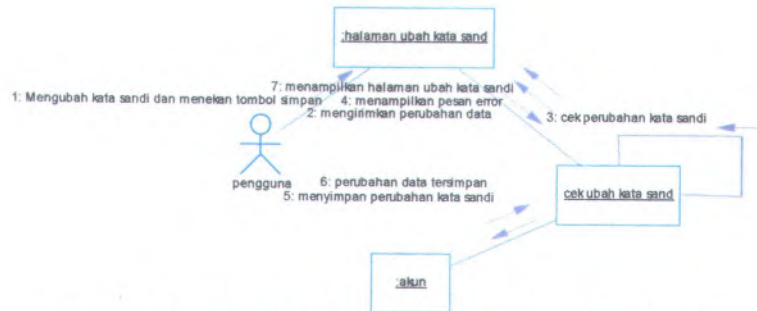 :halaman ubah kata sand
7: menampilkan halaman ubah kata sandi
1: Mengubah kata sandi dan menekan tombol simpan
4: menampilkan pesan error
2: mengirimkan perubahan data
3: cek perubahan kata sandi
pengguna
6: perubahan data tersimpan
5: menyimpan perubahan kata sandi
cek ubah kata sand
:akun